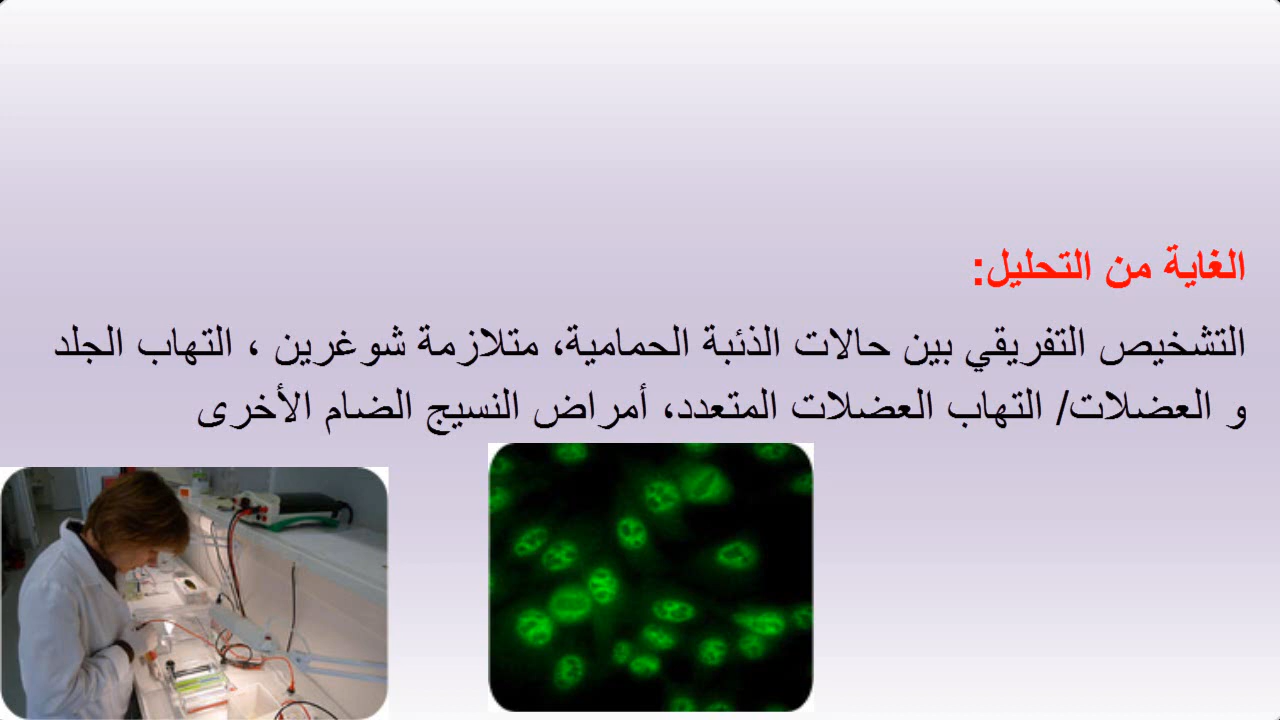 الغاية من التحليل:
التشخيص التفريقي بين حالات الذئبة الحمامية، متلازمة شوغرين ، التهاب الجلد
و العضلات/ التهاب العضلات المتعدد، أمراض النسيج الضام الأخرى